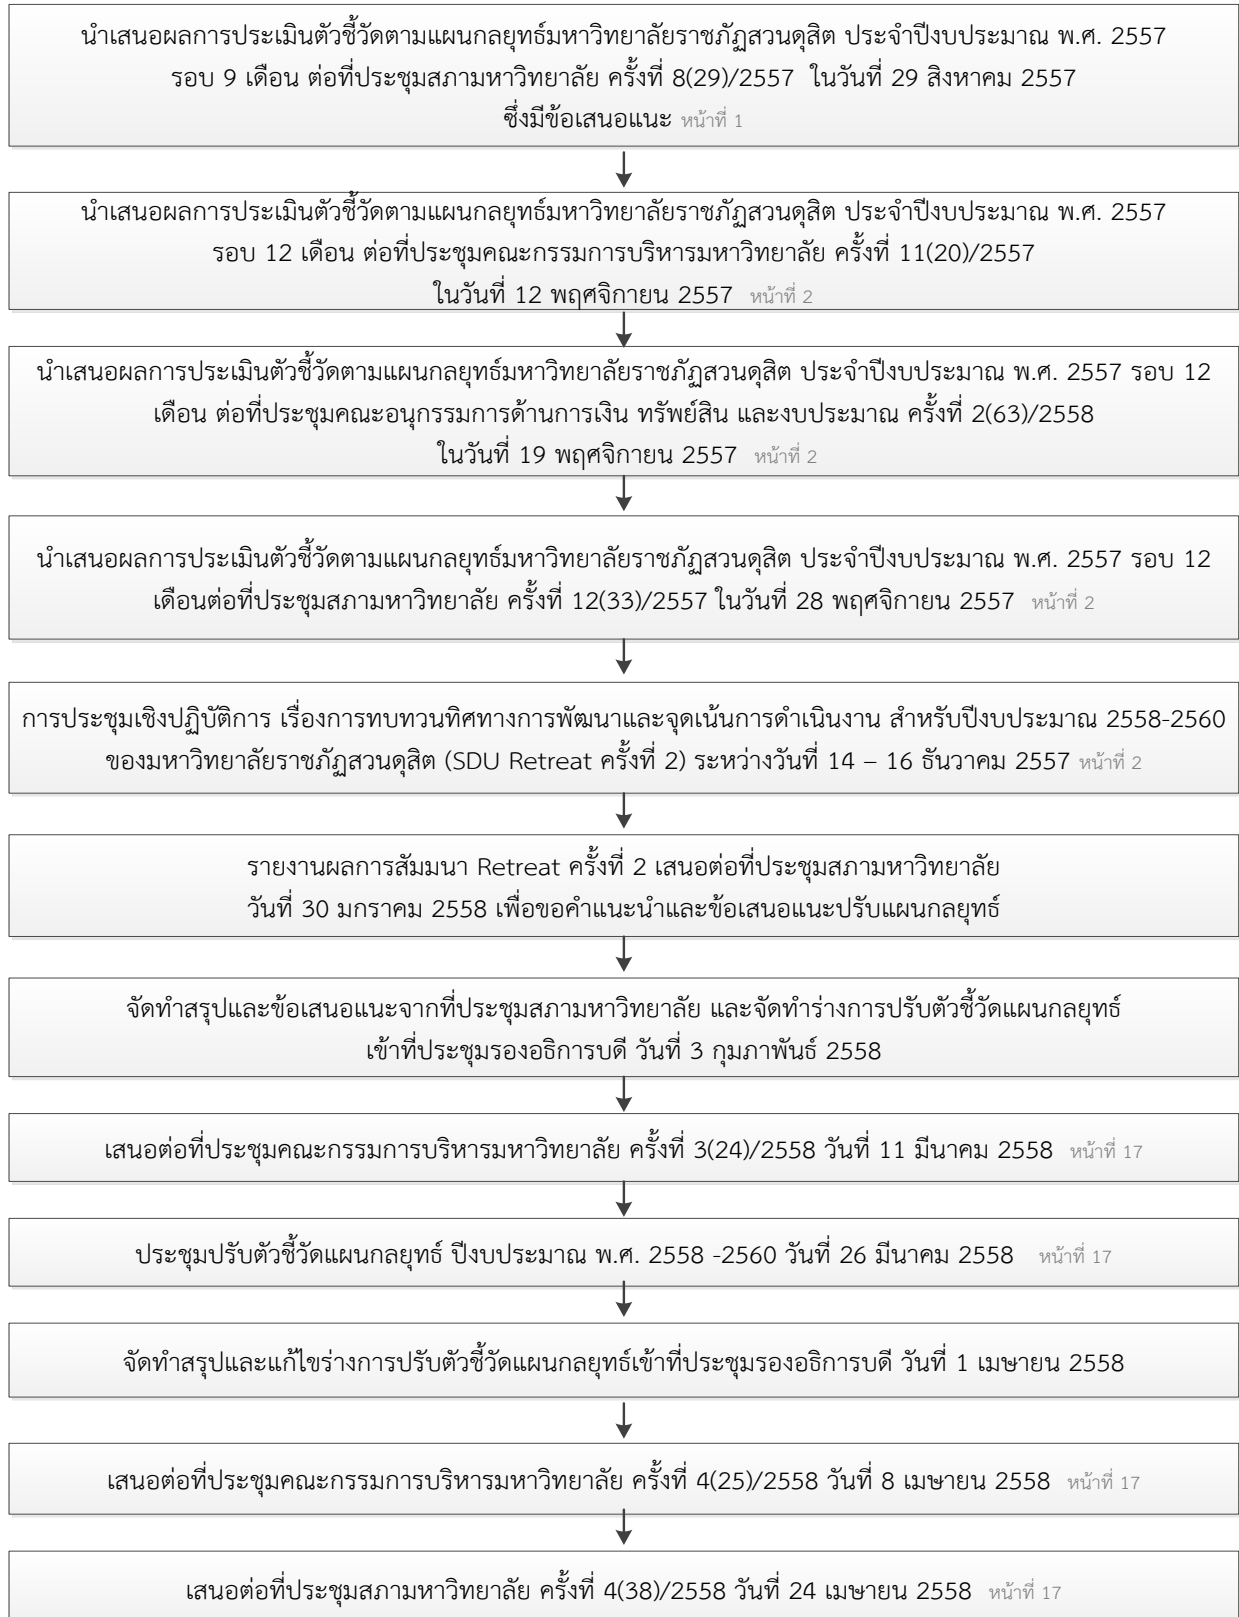 นำเสนอผลการประเมินตัวชี้วัดตามแผนกลยุทธ์มหาวิทยาลัยราชภัฏสวนดุสิต ประจำปีงบประมาณ พ.ศ. 2557
รอบ 9 เดือน ต่อที่ประชุมสภามหาวิทยาลัย ครั้งที่ 8(29)/2557 ในวันที่ 29 สิงหาคม 2557
ซึ่งมีข้อเสนอแนะ หน้าที่ 1
นำเสนอผลการประเมินตัวชี้วัดตามแผนกลยุทธ์มหาวิทยาลัยราชภัฏสวนดุสิต ประจำปีงบประมาณ พ.ศ. 2557
รอบ 12 เดือน ต่อที่ประชุมคณะกรรมการบริหารมหาวิทยาลัย ครั้งที่ 11(20)/2557
ในวันที่ 12 พฤศจิกายน 2557 หน้าที่ 2
นำเสนอผลการประเมินตัวชี้วัดตามแผนกลยุทธ์มหาวิทยาลัยราชภัฏสวนดุสิต ประจำปีงบประมาณ พ.ศ. 2557 รอบ 12
เดือน ต่อที่ประชุมคณะอนุกรรมการด้านการเงิน ทรัพย์สิน และงบประมาณ ครั้งที่ 2(63)/2558
ในวันที่ 19 พฤศจิกายน 2557 หน้าที่ 2
นำเสนอผลการประเมินตัวชี้วัดตามแผนกลยุทธ์มหาวิทยาลัยราชภัฏสวนดุสิต ประจำปีงบประมาณ พ.ศ. 2557 รอบ 12
เดือนต่อที่ประชุมสภามหาวิทยาลัย ครั้งที่ 12(33)/2557 ในวันที่ 28 พฤศจิกายน 2557 หน้าที่ 2
การประชุมเชิงปฏิบัติการ เรื่องการทบทวนทิศทางการพัฒนาและจุดเน้นการดำเนินงาน สำหรับปีงบประมาณ 2558-2560
ของมหาวิทยาลัยราชภัฏสวนดุสิต (SDU Retreat ครั้งที่ 2) ระหว่างวันที่ 14 – 16 ธันวาคม 2557 หน้าที่ 2
รายงานผลการสัมมนา Retreat ครั้งที่ 2 เสนอต่อที่ประชุมสภามหาวิทยาลัย
วันที่ 30 มกราคม 2558 เพื่อขอคำแนะนำและข้อเสนอแนะปรับแผนกลยุทธ์
จัดทำสรุปและข้อเสนอแนะจากที่ประชุมสภามหาวิทยาลัย และจัดทำร่างการปรับตัวชี้วัดแผนกลยุทธ์
เข้าที่ประชุมรองอธิการบดี วันที่ 3 กุมภาพันธ์ 2558
เสนอต่อที่ประชุมคณะกรรมการบริหารมหาวิทยาลัย ครั้งที่ 3(24)/2558 วันที่ 11 มีนาคม 2558 หน้าที่ 17
ประชุมปรับตัวชี้วัดแผนกลยุทธ์ ปีงบประมาณ พ.ศ. 2558 -2560 วันที่ 26 มีนาคม 2558 หน้าที่ 17
จัดทำสรุปและแก้ไขร่างการปรับตัวชี้วัดแผนกลยุทธ์เข้าที่ประชุมรองอธิการบดี วันที่ 1 เมษายน 2558
เสนอต่อที่ประชุมคณะกรรมการบริหารมหาวิทยาลัย ครั้งที่ 4(25)/2558 วันที่ 8 เมษายน 2558 หน้าที่ 17
เสนอต่อที่ประชุมสภามหาวิทยาลัย ครั้งที่ 4(38)/2558 วันที่ 24 เมษายน 2558 หน้าที่ 17